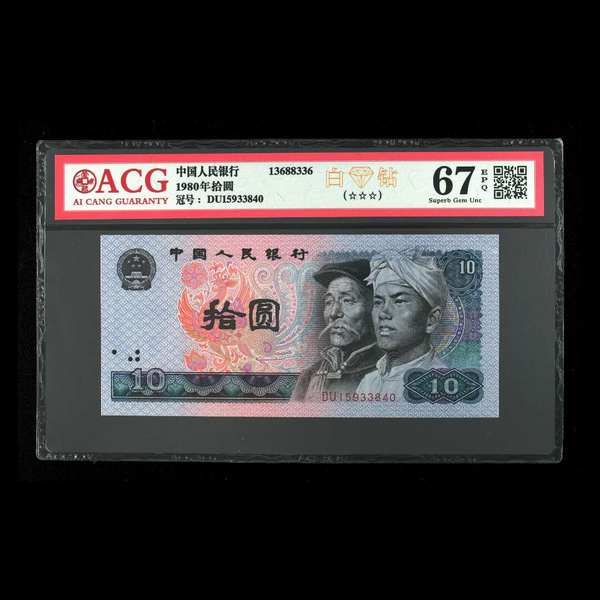 ACG
AI CANG GUARANTY
中国人民银行 13688336
1980年拾圆
冠号：DU15933840
白钻
(☆☆☆)
67 EPQ
Superb Gem Unc
中国人民银行
10
拾圆
10
10
DU15933840